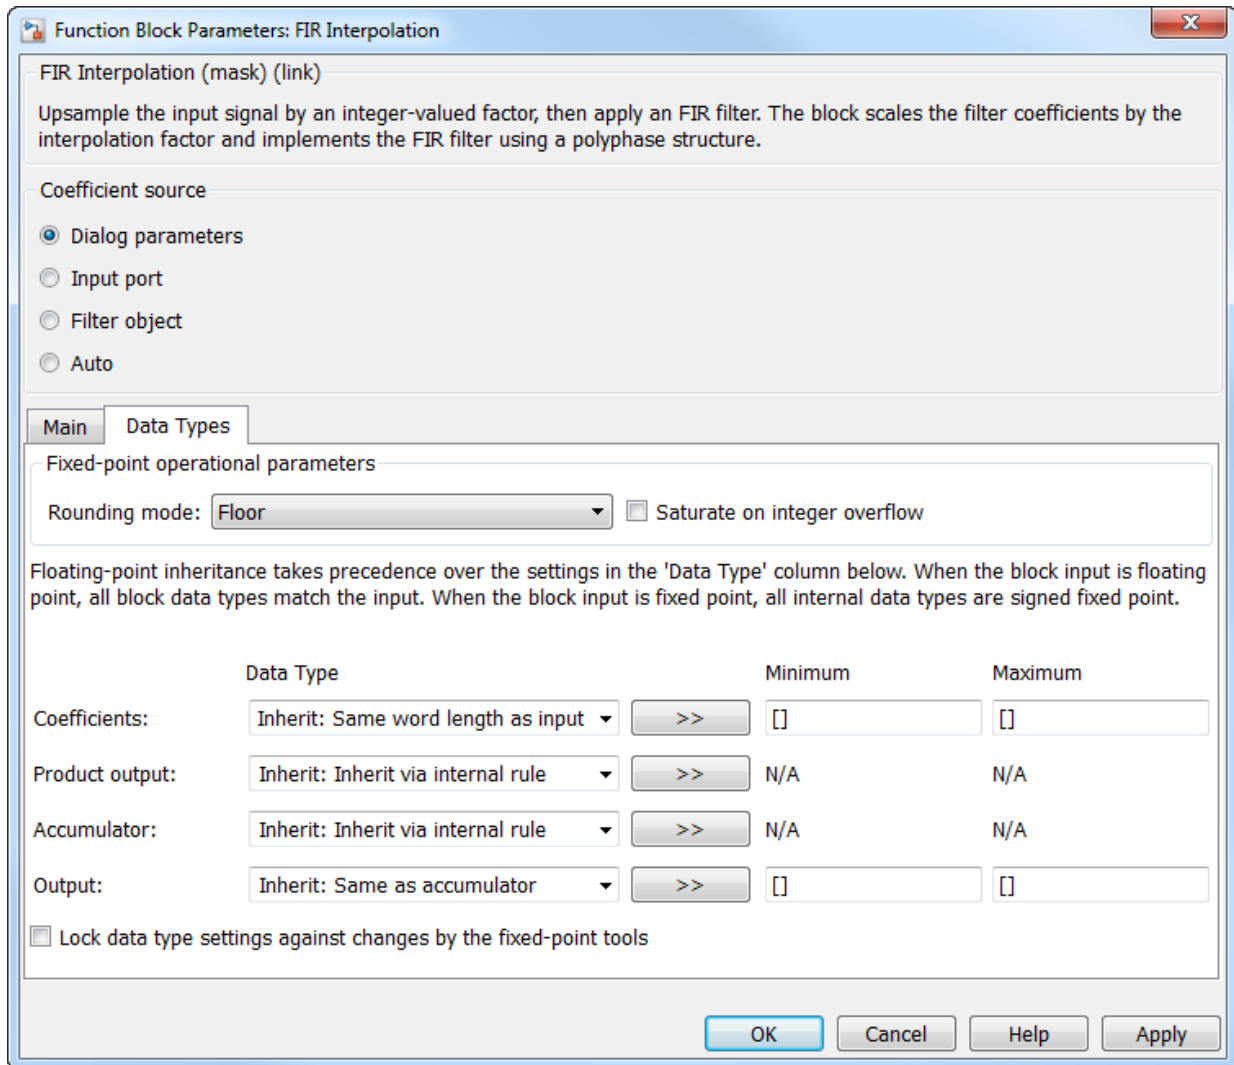 Function Block Parameters: FIR Interpolation
FIR Interpolation (mask) (link)
Upsample the input signal by an integer-valued factor, then apply an FIR filter. The block scales the filter coefficients by the
interpolation factor and implements the FIR filter using a polyphase structure.
Coefficient source
Dialog parameters
Input port
Filter object
Auto
Main Data Types
Fixed-point operational parameters
Rounding mode: Floor Saturate on integer overflow
Floating-point inheritance takes precedence over the settings in the 'Data Type' column below. When the block input is floating
point, all block data types match the input. When the block input is fixed point, all internal data types are signed fixed point.
Data Type Minimum Maximum
Coefficients: Inherit: Same word length as input >> [] []
Product output: Inherit: Inherit via internal rule >> N/A N/A
Accumulator: Inherit: Inherit via internal rule >> N/A N/A
Output: Inherit: Same as accumulator >> [] []
Lock data type settings against changes by the fixed-point tools
OK Cancel Help Apply